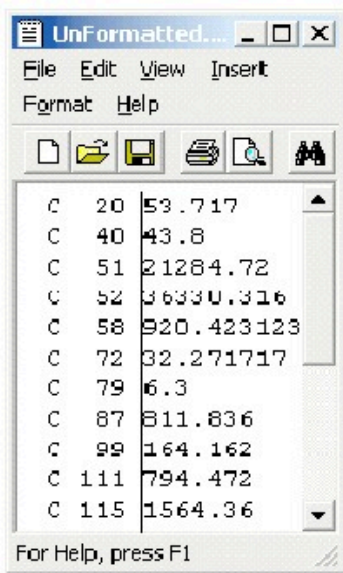 UnFormatted....
File Edit View Insert
Format Help
C 20 53.717
C 40 43.8
C 51 21284.72
C 52 36330.316
C 58 920.423123
C 72 32.271717
C 79 6.3
C 87 811.836
C 99 164.162
C 111 794.472
C 115 1564.36
For Help, press F1